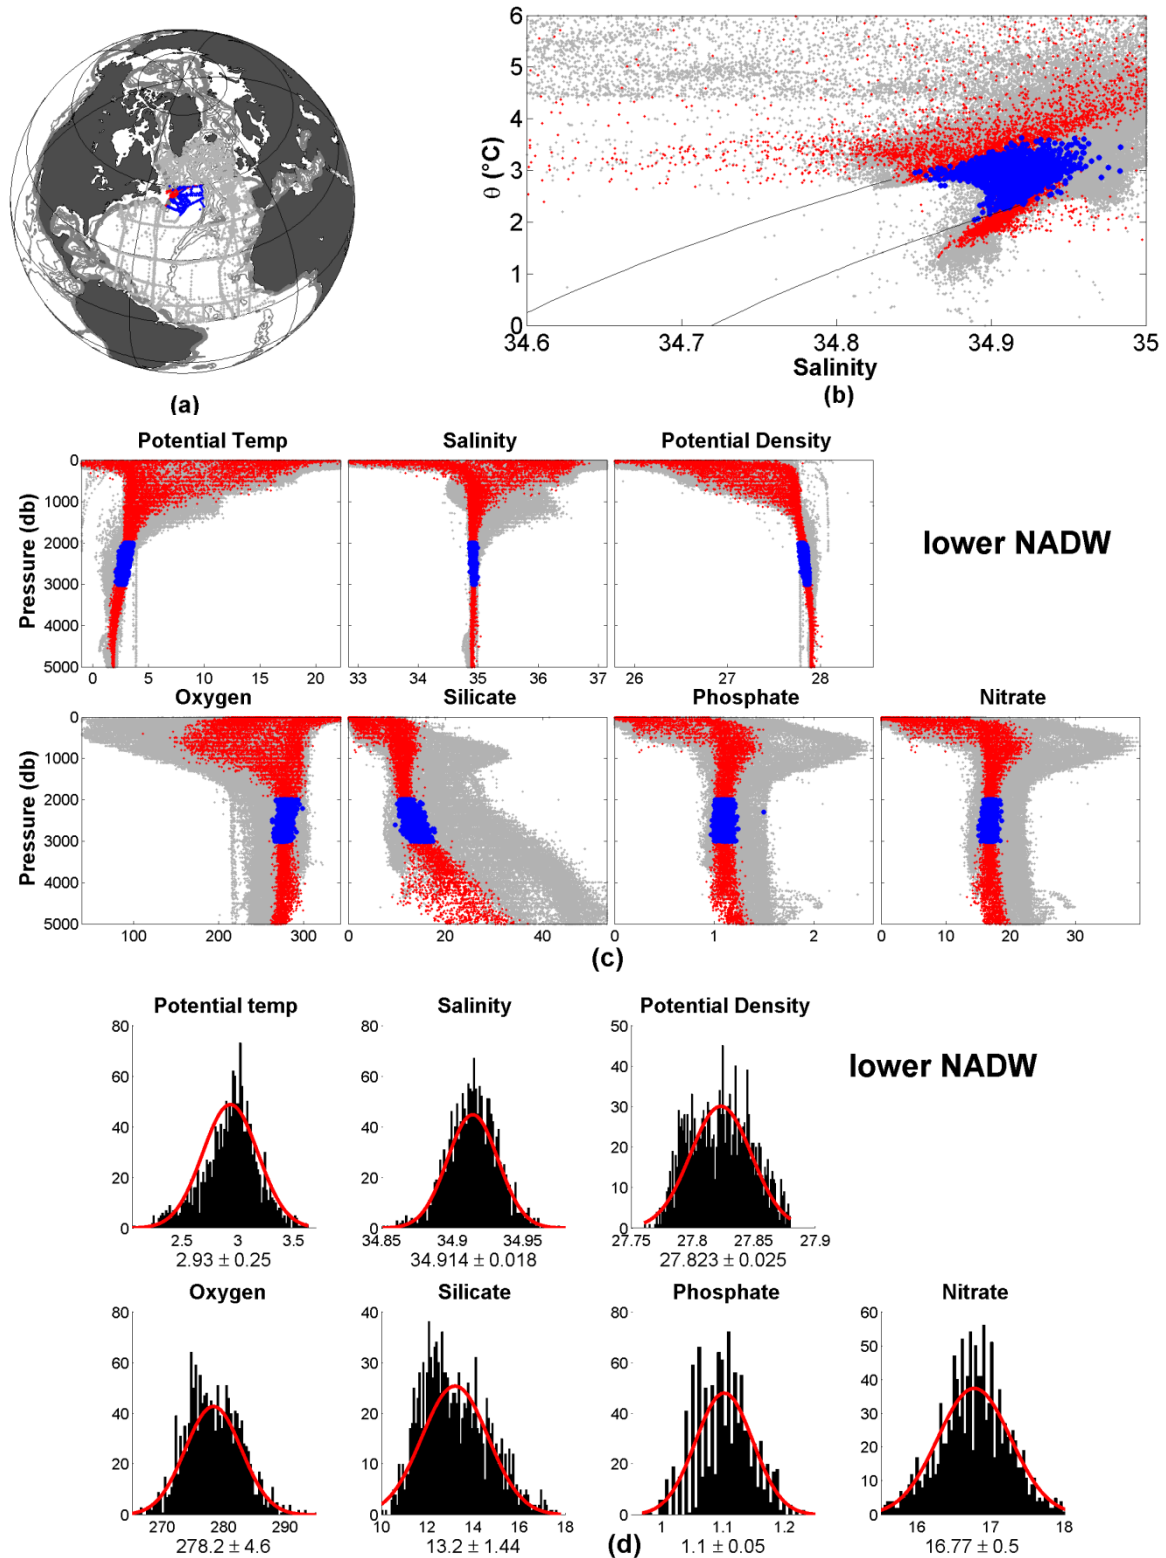 6
5
4
3
2
1
0
θ (°C)
34.6 34.7 34.8 34.9 35
Salinity
(a)
(b)
Potential Temp Salinity Potential Density
0
1000
2000
3000
4000
5000
Pressure (db)
lower NADW
0 5 10 15 20
33 34 35 36 37
26 27 28
Oxygen Silicate Phosphate Nitrate
0
1000
2000
3000
4000
5000
Pressure (db)
100 200 300
0 20 40
0 1 2
0 10 20 30
(c)
Potential temp Salinity Potential Density
lower NADW
80
60
40
20
0
2.5 3 3.5
2.93 ± 0.25
80
60
40
20
0
34.85 34.9 34.95
34.914 ± 0.018
50
40
30
20
10
0
27.75 27.8 27.85 27.9
27.823 ± 0.025
Oxygen Silicate Phosphate Nitrate
80
60
40
20
0
270 280 290
278.2 ± 4.6
40
30
20
10
0
10 12 14 16 18
13.2 ± 1.44
80
60
40
20
0
1 1.1 1.2
1.1 ± 0.05
60
50
40
30
20
10
0
16 17 18
16.77 ± 0.5
(d)